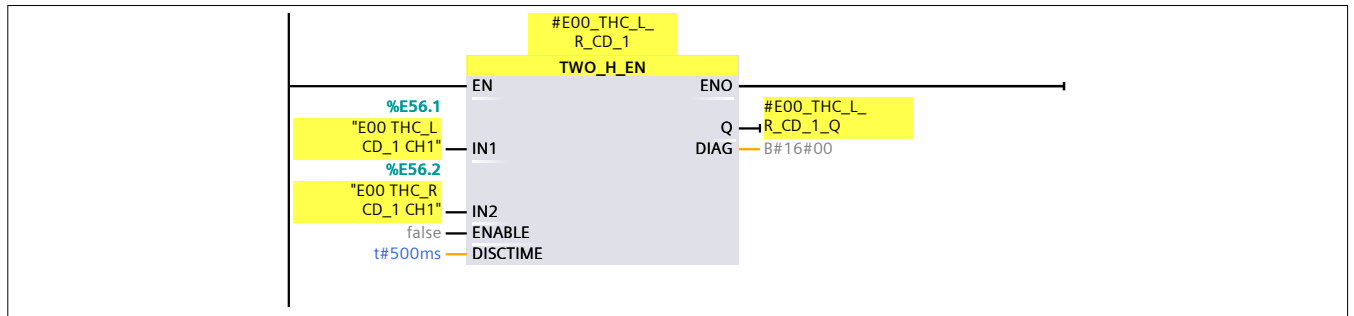 #E00_THC_L_
R_CD_1
TWO_H_EN
EN ENO
%E56.1
#E00_THC_L_
"E00 THC_L
Q R_CD_1_Q
CD_1 CH1" IN1
DIAG B#16#00
%E56.2
"E00 THC_R
CD_1 CH1" IN2
false ENABLE
t#500ms DISCTIME